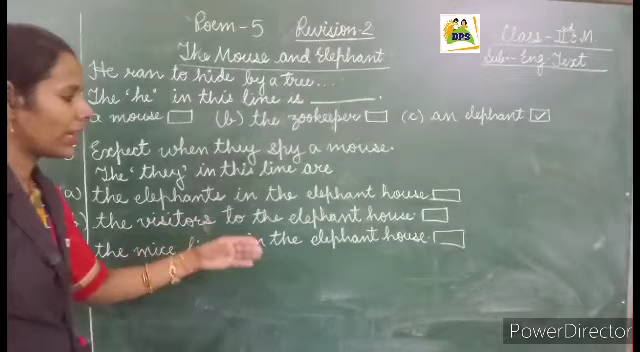 Poem-5 Revision-2
DPS
Class-II E.M.
The Mouse and Elephant
Sub:- Eng. Text
He ran to hide by a tree...
The 'he' in this line is ______.
a mouse (b) the zookeeper (c) an elephant ✓
Expect when they spy a mouse.
The 'they' in this line are
(a) the elephants in the elephant house.
the visitors to the elephant house.
the mice in the elephant house.
PowerDirector